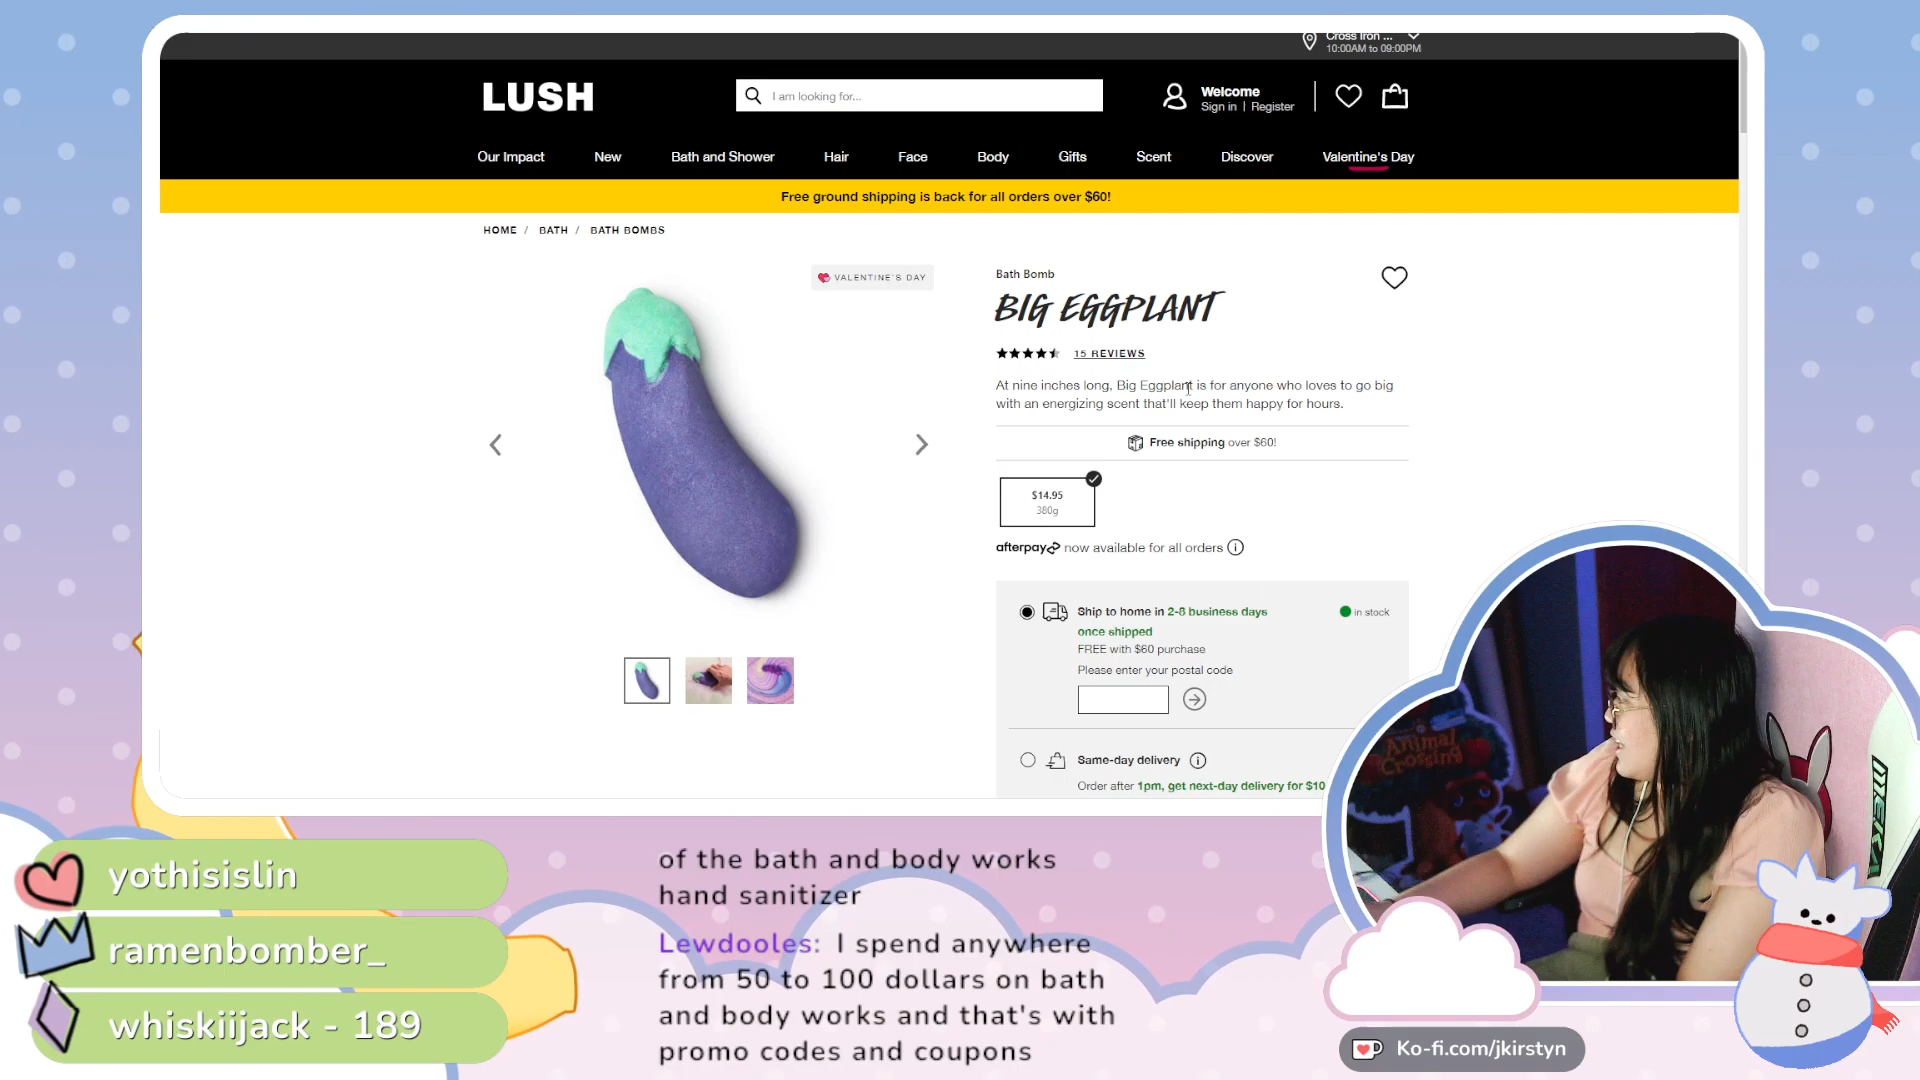 Cross Iron ...
10:00AM to 09:00PM
LUSH
I am looking for...
Welcome
Sign in | Register
Our Impact New Bath and Shower Hair Face Body Gifts Scent Discover Valentine's Day
Free ground shipping is back for all orders over $60!
HOME / BATH / BATH BOMBS
VALENTINE'S DAY
Bath Bomb
BIG EGGPLANT
15 REVIEWS
At nine inches long, Big Eggplant is for anyone who loves to go big
with an energizing scent that'll keep them happy for hours.
Free shipping over $60!
$14.95
380g
afterpay now available for all orders
Ship to home in 2-8 business days
once shipped
in stock
FREE with $60 purchase
Please enter your postal code
Same-day delivery
Order after 1pm, get next-day delivery for $10
Animal
Crossing
yothisislin
ramenbomber_
whiskiijack - 189
of the bath and body works
hand sanitizer
Lewdooles: I spend anywhere
from 50 to 100 dollars on bath
and body works and that's with
promo codes and coupons
Ko-fi.com/jkirstyn